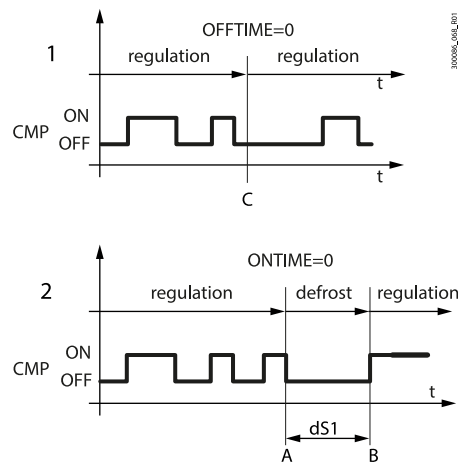 300086_068_R01
OFFTIME=0
1
regulation
regulation
t
ON
CMP
OFF
t
C
ONTIME=0
2
regulation
defrost
regulation
ON
CMP
OFF
t
dS1
A
B